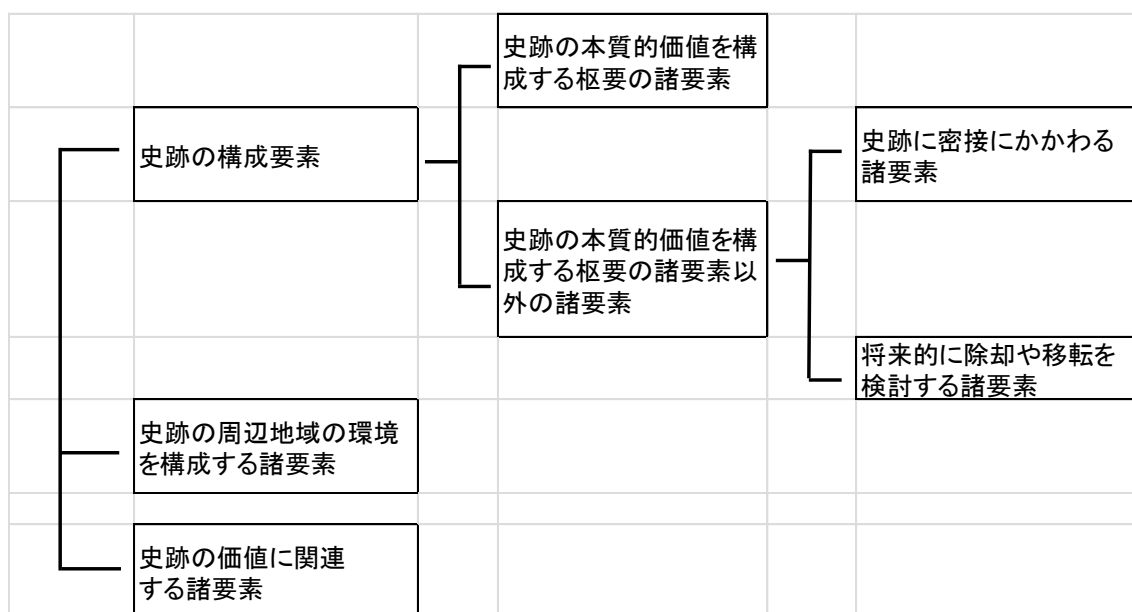 史跡の本質的価値を構
成する枢要の諸要素
史跡の構成要素
史跡に密接にかかわる
諸要素
史跡の本質的価値を構
成する枢要の諸要素以
外の諸要素
将来的に除却や移転を
検討する諸要素
史跡の周辺地域の環境
を構成する諸要素
史跡の価値に関連
する諸要素